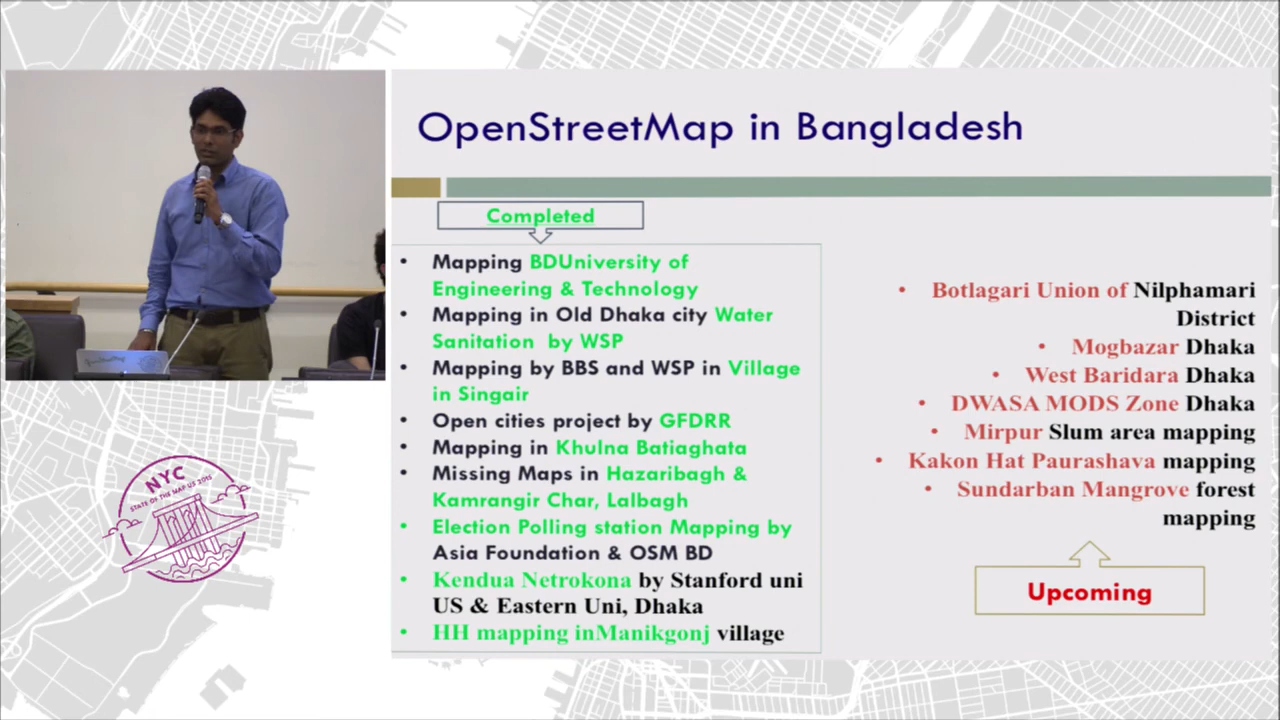 OpenStreetMap in Bangladesh
Completed
• Mapping BDUniversity of
Engineering & Technology
• Mapping in Old Dhaka city Water
Sanitation by WSP
• Mapping by BBS and WSP in Village
in Singair
• Open cities project by GFDRR
• Mapping in Khulna Batiaghata
• Missing Maps in Hazaribagh &
Kamrangir Char, Lalbagh
• Election Polling station Mapping by
Asia Foundation & OSM BD
• Kendua Netrokona by Stanford uni
US & Eastern Uni, Dhaka
• HH mapping inManikgonj village
• Botlagari Union of Nilphamari
District
• Mogbazar Dhaka
• West Baridara Dhaka
• DWASA MODS Zone Dhaka
• Mirpur Slum area mapping
• Kakon Hat Paurashava mapping
• Sundarban Mangrove forest
mapping
Upcoming
NYC
STATE OF THE MAP US 2015